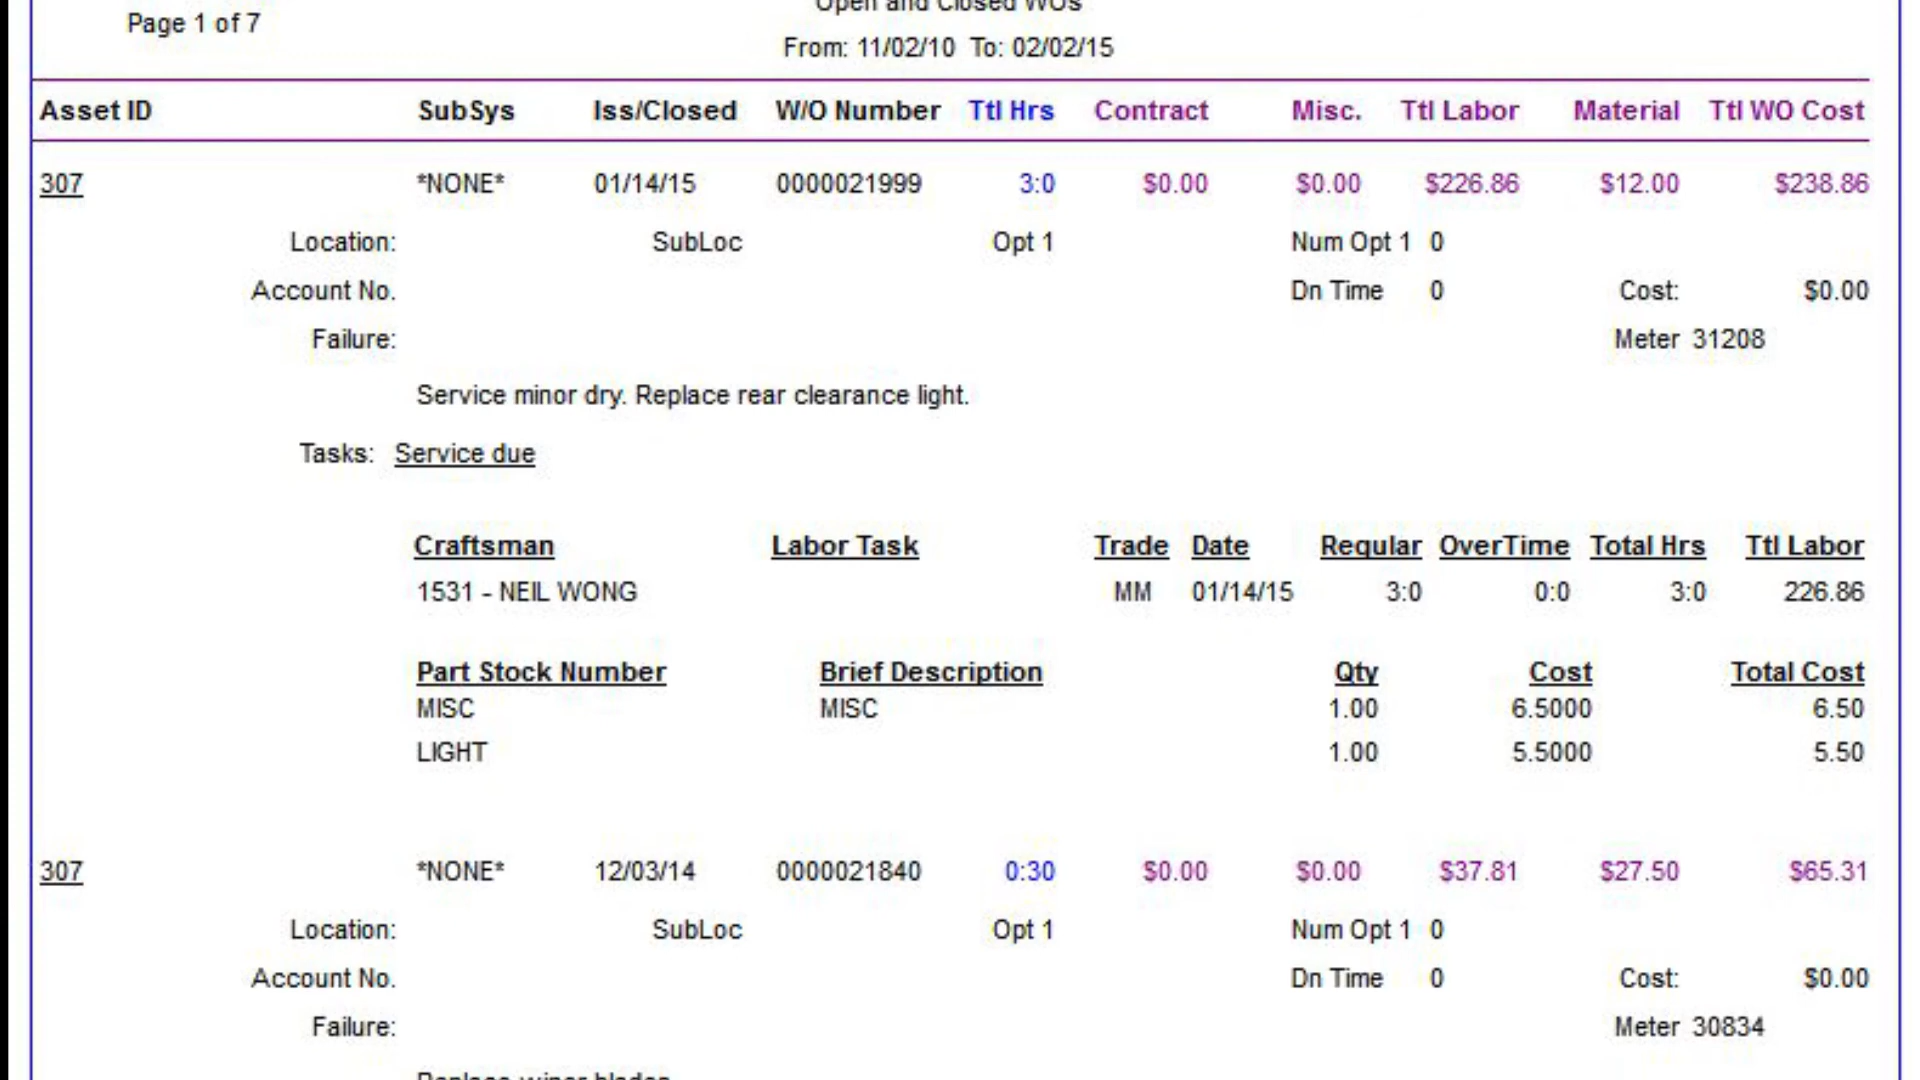 Open and Closed WOs
Page 1 of 7
From: 11/02/10 To: 02/02/15
Asset ID SubSys Iss/Closed W/O Number Ttl Hrs Contract Misc. Ttl Labor Material Ttl WO Cost
307 *NONE* 01/14/15 0000021999 3:0 $0.00 $0.00 $226.86 $12.00 $238.86
Location: SubLoc Opt 1 Num Opt 1 0
Account No. Dn Time 0 Cost: $0.00
Failure: Meter 31208
Service minor dry. Replace rear clearance light.
Tasks: Service due
Craftsman Labor Task Trade Date Regular OverTime Total Hrs Ttl Labor
1531 - NEIL WONG MM 01/14/15 3:0 0:0 3:0 226.86
Part Stock Number Brief Description Qty Cost Total Cost
MISC MISC 1.00 6.5000 6.50
LIGHT 1.00 5.5000 5.50
307 *NONE* 12/03/14 0000021840 0:30 $0.00 $0.00 $37.81 $27.50 $65.31
Location: SubLoc Opt 1 Num Opt 1 0
Account No. Dn Time 0 Cost: $0.00
Failure: Meter 30834
Replace wiper blades